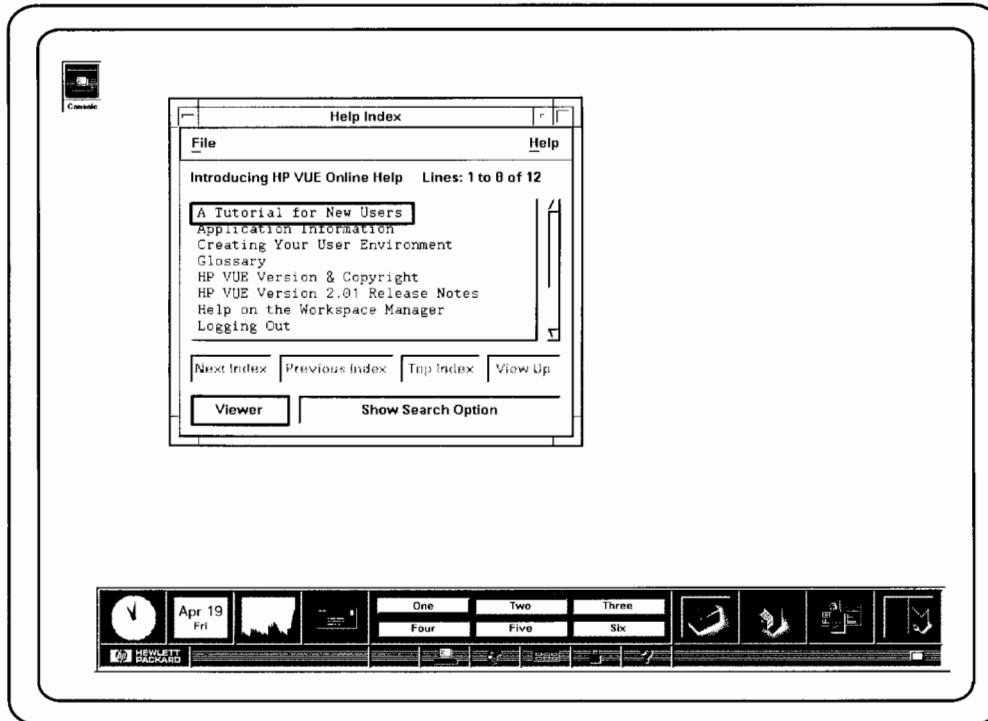 Console
Help Index
File Help
Introducing HP VUE Online Help Lines: 1 to 8 of 12
A Tutorial for New Users
Application Information
Creating Your User Environment
Glossary
HP VUE Version & Copyright
HP VUE Version 2.01 Release Notes
Help on the Workspace Manager
Logging Out
Next Index Previous Index Top Index View Up
Viewer Show Search Option
Apr 19
Fri
One Two Three
Four Five Six
hp HEWLETT
PACKARD
?